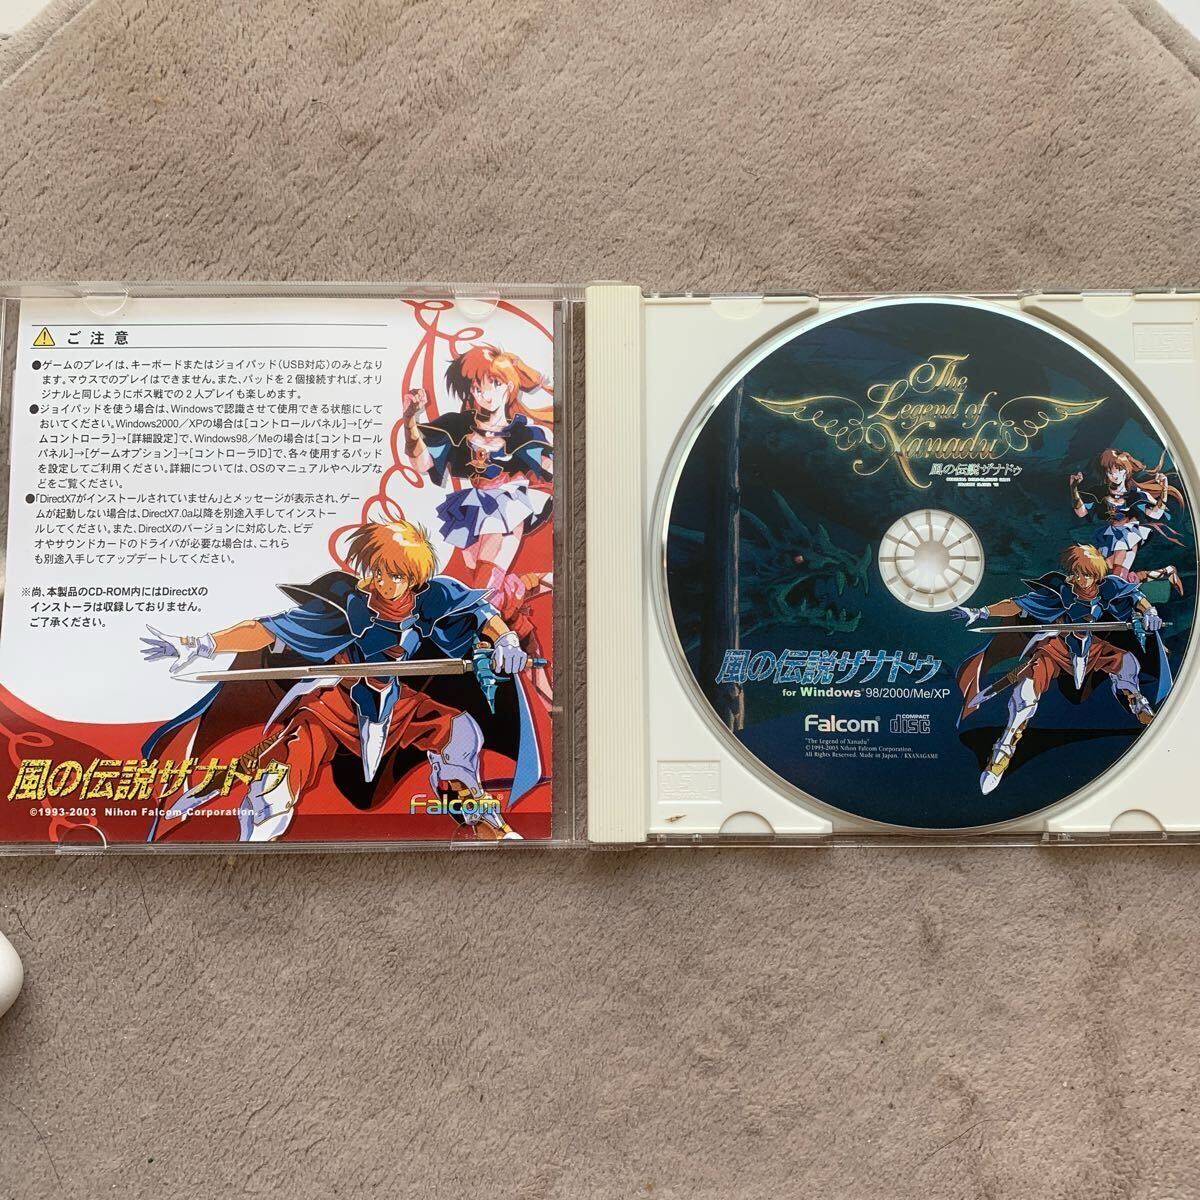 ご注意
●ゲームのプレイは、キーボードまたはジョイパッド(USB対応)のみとなり
ます。マウスでのプレイはできません。また、パッドを2個接続すれば、オリ
ジナルと同じようにボス戦での2人プレイも楽しめます。
●ジョイパッドを使う場合は、Windowsで認識させて使用できる状態にして
おいてください。Windows2000／XPの場合は[コントロールパネル]→[ゲ
ームコントローラ]→[詳細設定]で、Windows98／Meの場合は[コントロール
パネル]→[ゲームオプション]→[コントローラID]で、各々使用するパッド
を設定してご利用ください。詳細については、OSのマニュアルやヘルプな
どをご覧ください。
●「DirectX7がインストールされていません」とメッセージが表示され、ゲー
ムが起動しない場合は、DirectX7.0a以降を別途入手してインストー
ルしてください。また、DirectXのバージョンに対応した、ビデ
オやサウンドカードのドライバが必要な場合は、これら
も別途入手してアップデートしてください。
※尚、本製品のCD-ROM内にはDirectXの
インストーラは収録しておりません。
ご了承ください。
風の伝説ザナドゥ
©1993-2003 Nihon Falcom Corporation.
Falcom
The
Legend of
Xanadu
風の伝説ザナドゥ
風の伝説ザナドゥ
for Windows® 98/2000/Me/XP
Falcom® COMPACT disc
"The Legend of Xanadu"
©1993-2003 Nihon Falcom Corporation.
All Rights Reserved. Made in Japan. / KXANAGAME